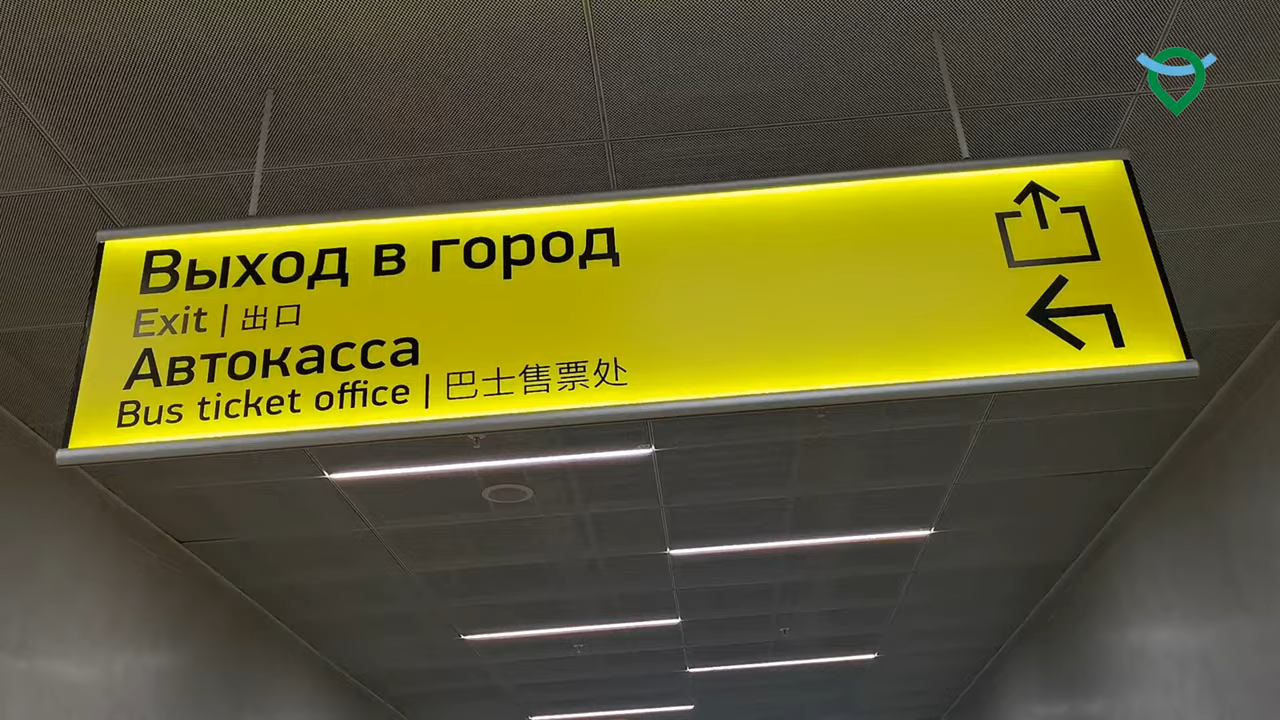 Выход в город
Exit | 出口
Автокасса
Bus ticket office | 巴士售票处